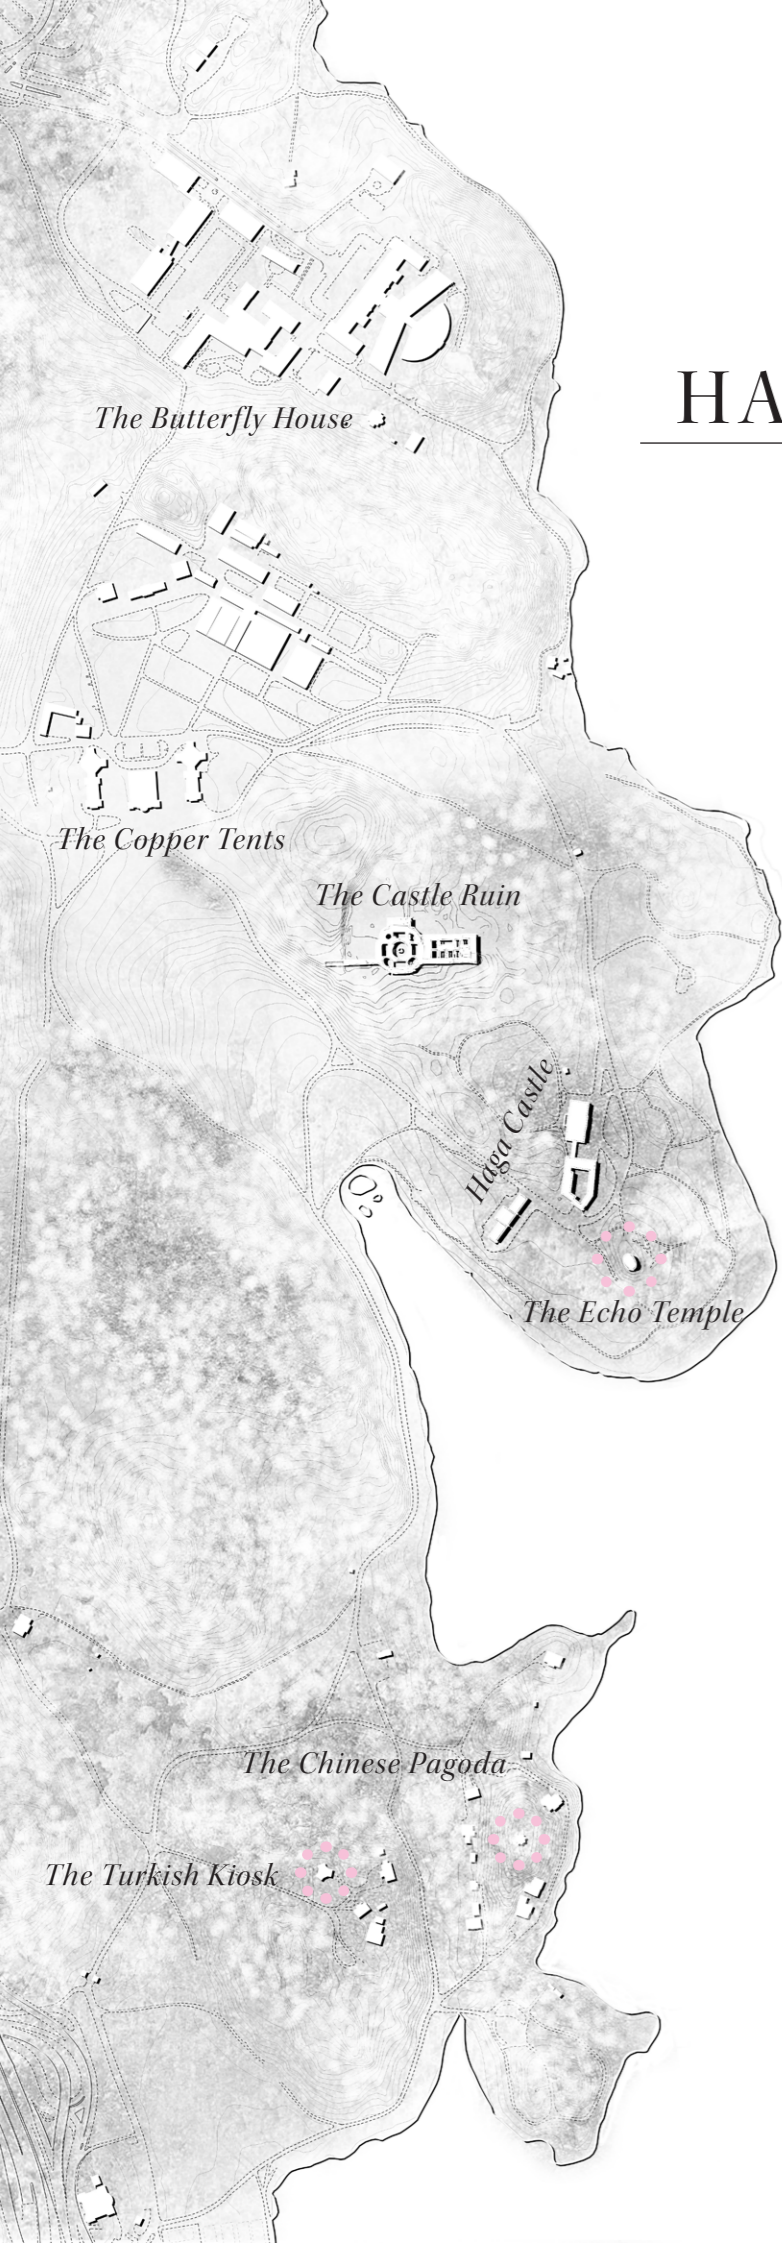 HA
The Butterfly House
The Copper Tents
The Castle Ruin
Haga Castle
The Echo Temple
The Chinese Pagoda
The Turkish Kiosk